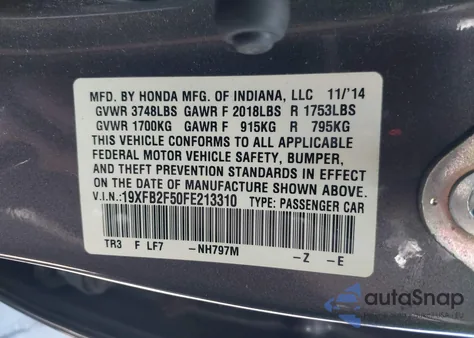 MFD. BY HONDA MFG. OF INDIANA, LLC 11/'14
GVWR 3748LBS GAWR F 2018LBS R 1753LBS
GVWR 1700KG GAWR F 915KG R 795KG
THIS VEHICLE CONFORMS TO ALL APPLICABLE
FEDERAL MOTOR VEHICLE SAFETY, BUMPER,
AND THEFT PREVENTION STANDARDS IN EFFECT
ON THE DATE OF MANUFACTURE SHOWN ABOVE.
V.I.N.: 19XFB2F50FE213310 TYPE: PASSENGER CAR
TR3 F LF7 -NH797M -Z -E
autoSnap